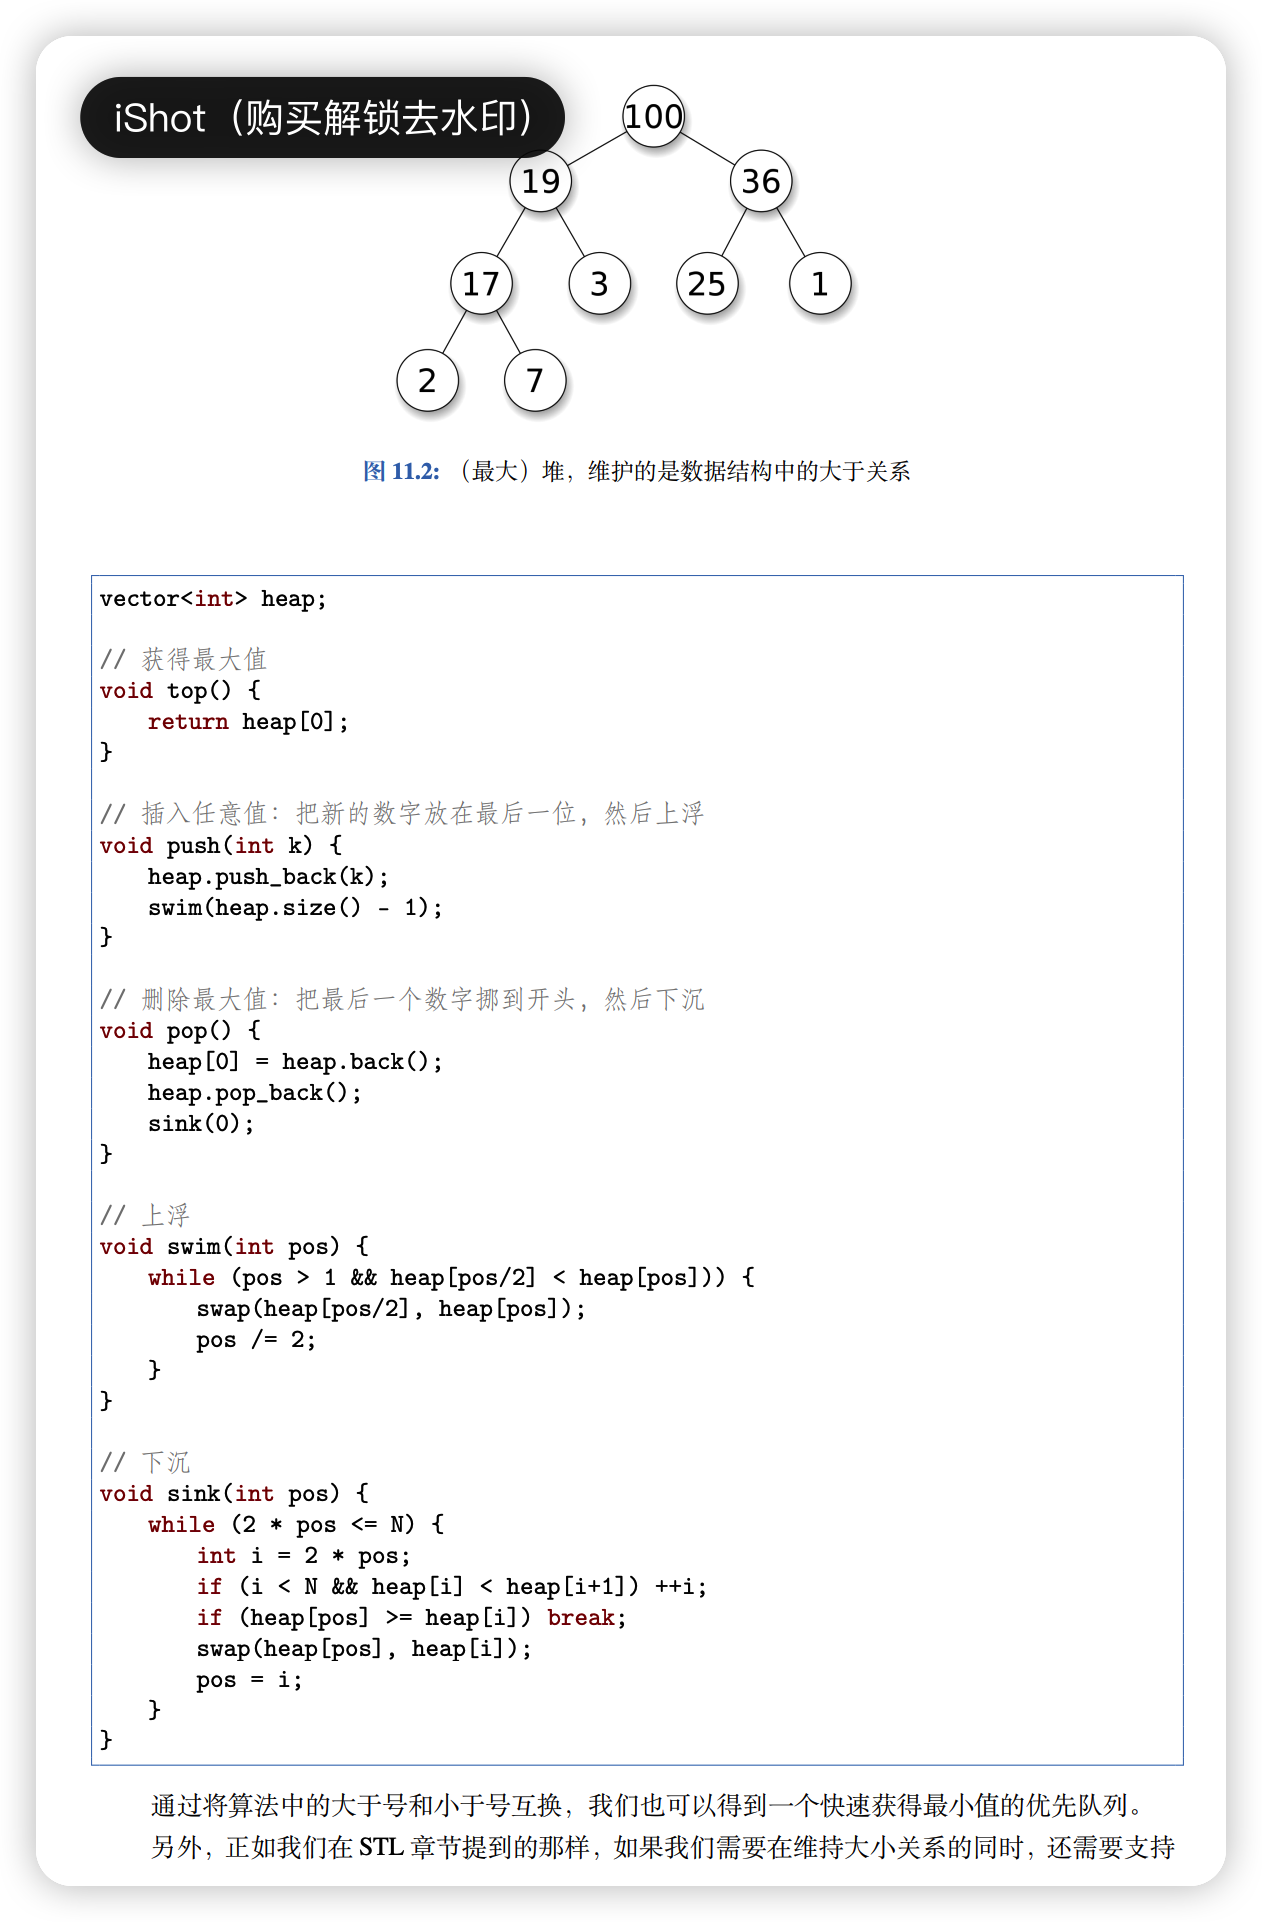 iShot（购买解锁去水印）
100
19
36
17
3
25
1
2
7
图 11.2: （最大）堆，维护的是数据结构中的大于关系
vector<int> heap;
// 获得最大值
void top() {
    return heap[0];
}
// 插入任意值：把新的数字放在最后一位，然后上浮
void push(int k) {
    heap.push_back(k);
    swim(heap.size() - 1);
}
// 删除最大值：把最后一个数字挪到开头，然后下沉
void pop() {
    heap[0] = heap.back();
    heap.pop_back();
    sink(0);
}
// 上浮
void swim(int pos) {
    while (pos > 1 && heap[pos/2] < heap[pos])) {
        swap(heap[pos/2], heap[pos]);
        pos /= 2;
    }
}
// 下沉
void sink(int pos) {
    while (2 * pos <= N) {
        int i = 2 * pos;
        if (i < N && heap[i] < heap[i+1]) ++i;
        if (heap[pos] >= heap[i]) break;
        swap(heap[pos], heap[i]);
        pos = i;
    }
}
通过将算法中的大于号和小于号互换，我们也可以得到一个快速获得最小值的优先队列。
另外，正如我们在 STL 章节提到的那样，如果我们需要在维持大小关系的同时，还需要支持